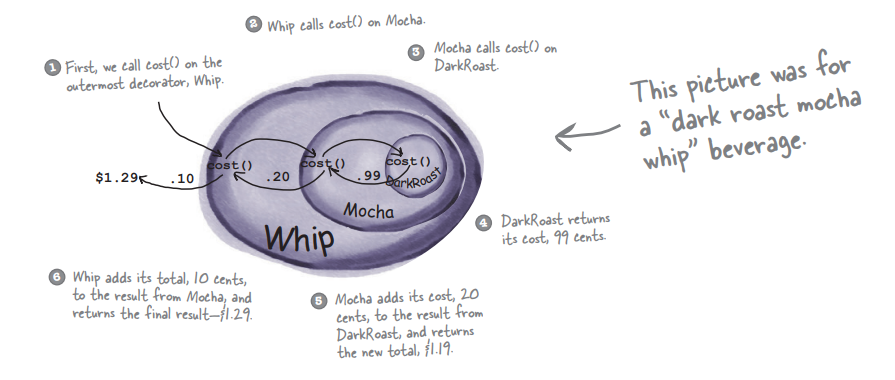 2 Whip calls cost() on Mocha.
1 First, we call cost() on the
outermost decorator, Whip.
3 Mocha calls cost() on
DarkRoast.
This picture was for
a “dark roast mocha
whip” beverage.
cost()
cost()
cost()
$1.29
.10
.20
.99
DarkRoast
Mocha
Whip
4 DarkRoast returns
its cost, 99 cents.
6 Whip adds its total, 10 cents,
to the result from Mocha, and
returns the final result—$1.29.
5 Mocha adds its cost, 20
cents, to the result from
DarkRoast, and returns
the new total, $1.19.